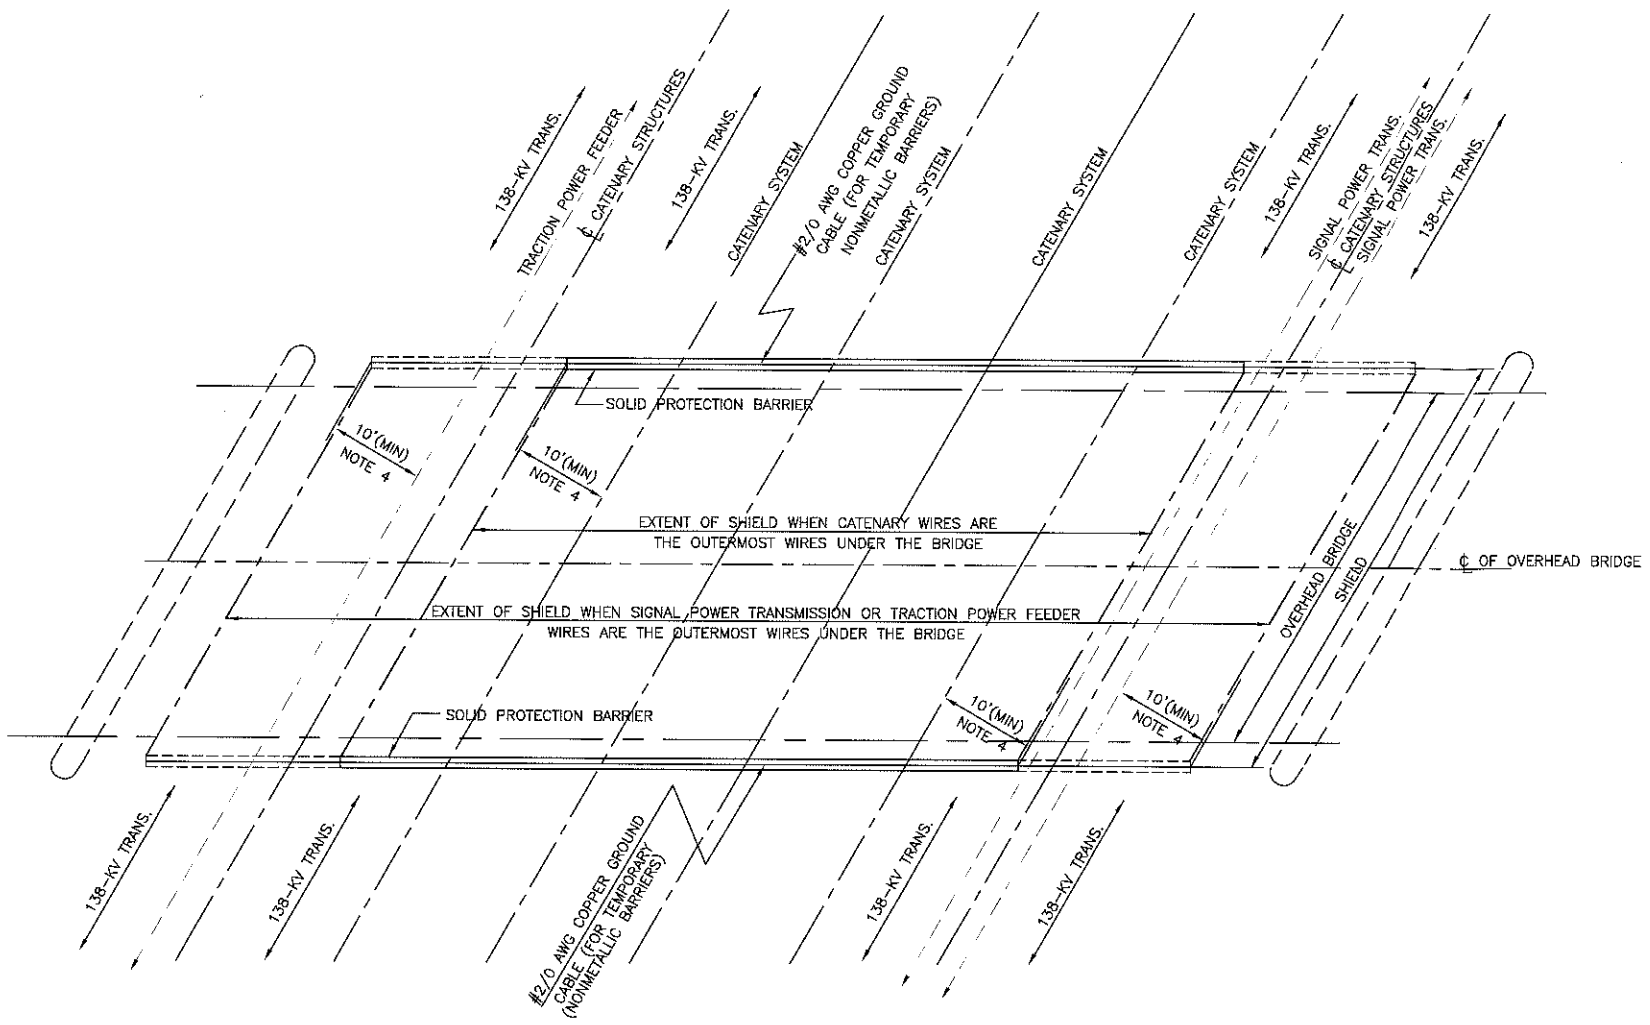 138-KV TRANS.
TRACTION POWER FEEDER
℄ CATENARY STRUCTURES
138-KV TRANS.
CATENARY SYSTEM
#2/0 AWG COPPER GROUND
CABLE (FOR TEMPORARY
NONMETALLIC BARRIERS)
CATENARY SYSTEM
CATENARY SYSTEM
CATENARY SYSTEM
138-KV TRANS.
SIGNAL POWER TRANS.
℄ CATENARY STRUCTURES
SIGNAL POWER TRANS.
138-KV TRANS.
SOLID PROTECTION BARRIER
10'(MIN)
NOTE 4
10'(MIN)
NOTE 4
EXTENT OF SHIELD WHEN CATENARY WIRES ARE
THE OUTERMOST WIRES UNDER THE BRIDGE
℄ OF OVERHEAD BRIDGE
OVERHEAD BRIDGE
SHIELD
EXTENT OF SHIELD WHEN SIGNAL POWER TRANSMISSION OR TRACTION POWER FEEDER
WIRES ARE THE OUTERMOST WIRES UNDER THE BRIDGE
SOLID PROTECTION BARRIER
10'(MIN)
NOTE 4
10'(MIN)
NOTE 4
138-KV TRANS.
138-KV TRANS.
#2/0 AWG COPPER GROUND
CABLE (FOR TEMPORARY
(NONMETALLIC BARRIERS)
138-KV TRANS.
138-KV TRANS.